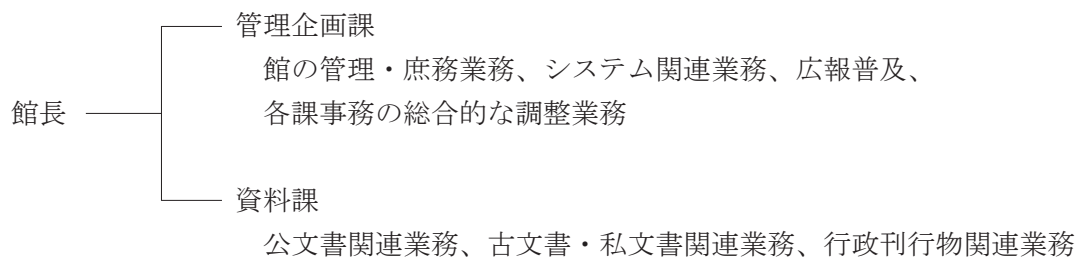 管理企画課
館の管理・庶務業務、システム関連業務、広報普及、
館長
各課事務の総合的な調整業務
資料課
公文書関連業務、古文書・私文書関連業務、行政刊行物関連業務